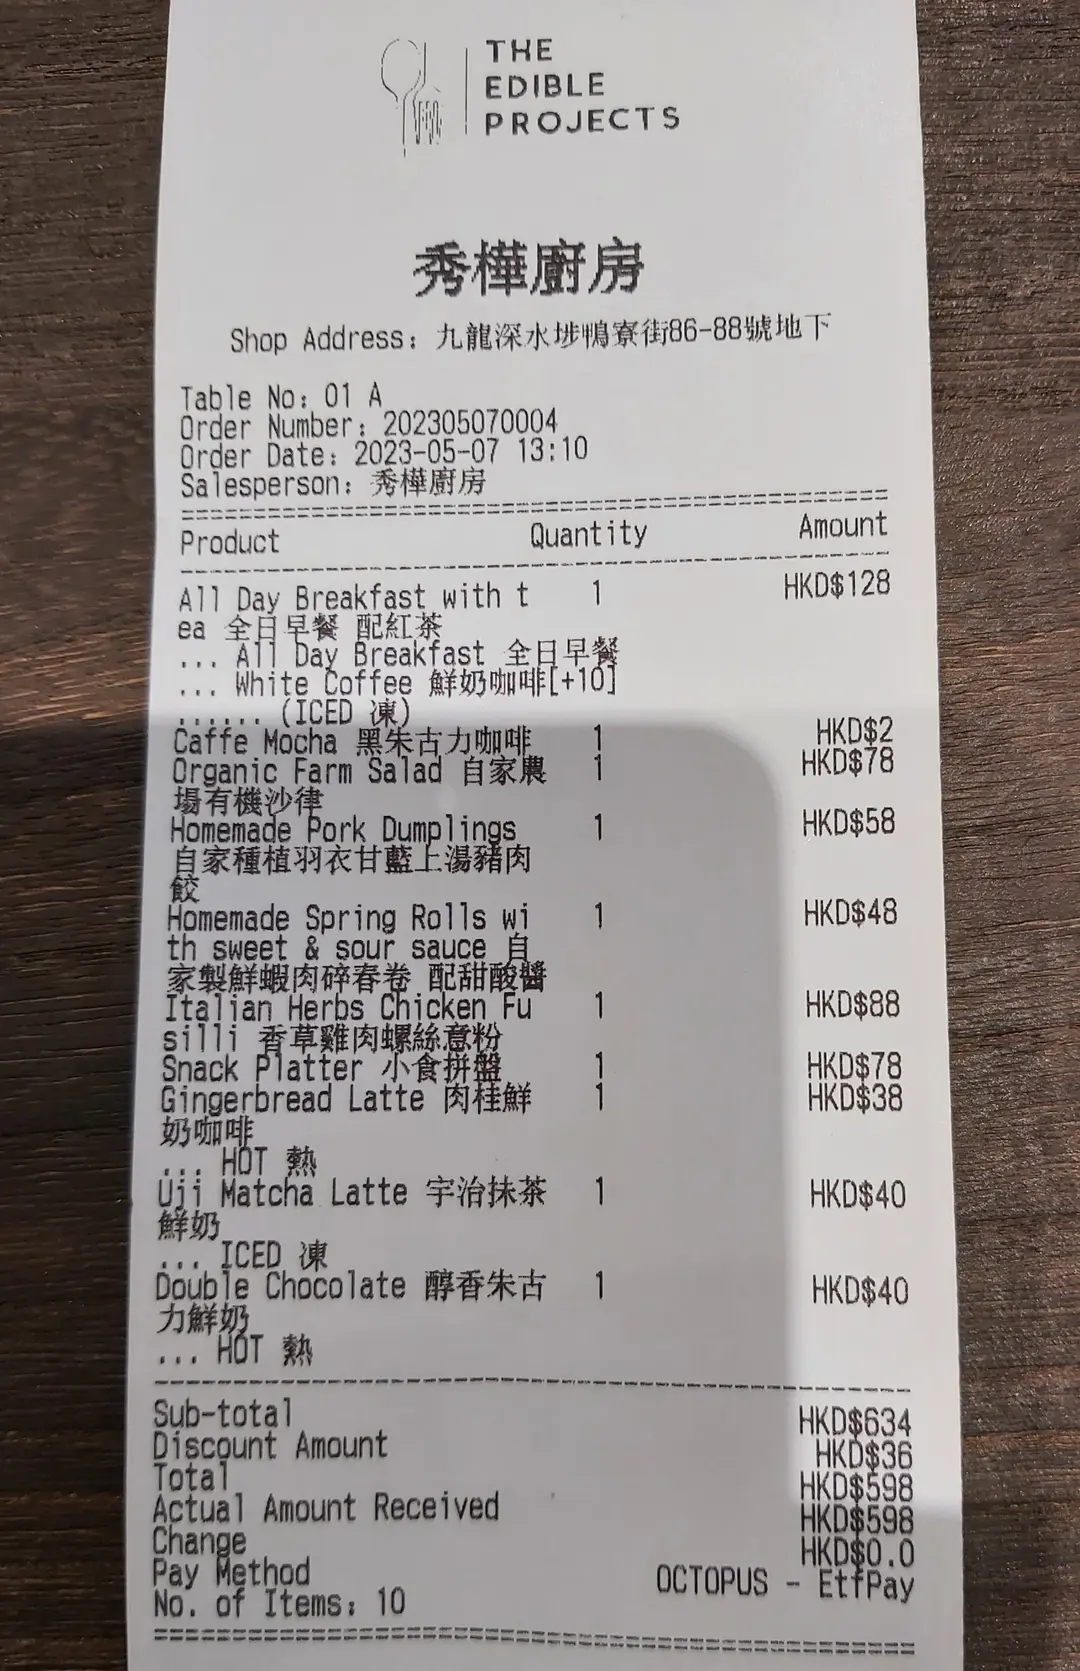 THE
EDIBLE
PROJECTS
秀樺廚房
Shop Address: 九龍深水埗鴨寮街86-88號地下
Table No: 01 A
Order Number: 202305070004
Order Date: 2023-05-07 13:10
Salesperson: 秀樺廚房
Product Quantity Amount
All Day Breakfast with t 1 HKD$128
ea 全日早餐 配紅茶
... All Day Breakfast 全日早餐
... White Coffee 鮮奶咖啡[+10]
...... (ICED 凍)
Caffe Mocha 黑朱古力咖啡 1 HKD$2
Organic Farm Salad 自家農 1 HKD$78
場有機沙律
Homemade Pork Dumplings 1 HKD$58
自家種植羽衣甘藍上湯豬肉
餃
Homemade Spring Rolls wi 1 HKD$48
th sweet & sour sauce 自
家製鮮蝦肉碎春卷 配甜酸醬
Italian Herbs Chicken Fu 1 HKD$88
silli 香草雞肉螺絲意粉
Snack Platter 小食拼盤 1 HKD$78
Gingerbread Latte 肉桂鮮 1 HKD$38
奶咖啡
... HOT 熱
Uji Matcha Latte 宇治抹茶 1 HKD$40
鮮奶
... ICED 凍
Double Chocolate 醇香朱古 1 HKD$40
力鮮奶
... HOT 熱
Sub-total HKD$634
Discount Amount HKD$36
Total HKD$598
Actual Amount Received HKD$598
Change HKD$0.0
Pay Method OCTOPUS - EtfPay
No. of Items: 10